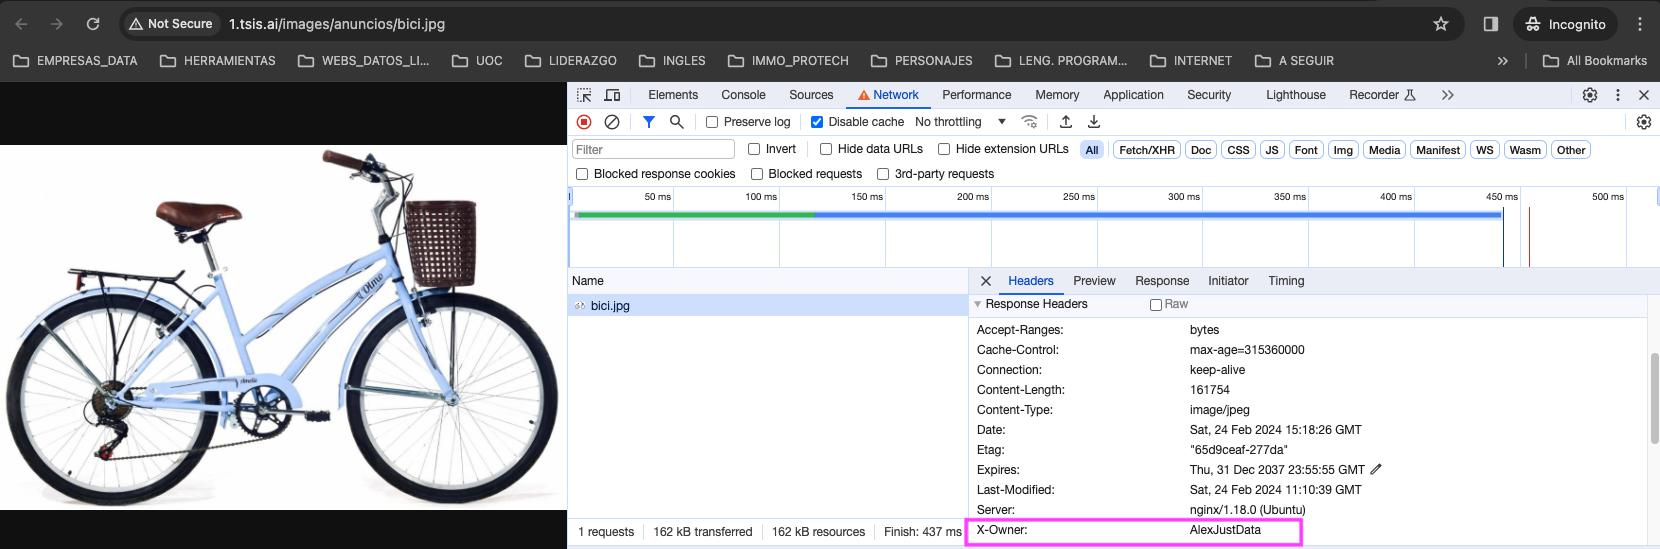 Not Secure 1.tsis.ai/images/anuncios/bici.jpg Incognito
EMPRESAS_DATA HERRAMIENTAS WEBS_DATOS_LI... UOC LIDERAZGO INGLES IMMO_PROTECH PERSONAJES LENG. PROGRAM... INTERNET A SEGUIR » All Bookmarks
Elements Console Sources Network Performance Memory Application Security Lighthouse Recorder
Preserve log Disable cache No throttling
Filter Invert Hide data URLs Hide extension URLs All Fetch/XHR Doc CSS JS Font Img Media Manifest WS Wasm Other
Blocked response cookies Blocked requests 3rd-party requests
50 ms 100 ms 150 ms 200 ms 250 ms 300 ms 350 ms 400 ms 450 ms 500 ms
Name
bici.jpg
Headers Preview Response Initiator Timing
Response Headers Raw
Accept-Ranges: bytes
Cache-Control: max-age=315360000
Connection: keep-alive
Content-Length: 161754
Content-Type: image/jpeg
Date: Sat, 24 Feb 2024 15:18:26 GMT
Etag: "65d9ceaf-277da"
Expires: Thu, 31 Dec 2037 23:55:55 GMT
Last-Modified: Sat, 24 Feb 2024 11:10:39 GMT
Server: nginx/1.18.0 (Ubuntu)
X-Owner: AlexJustData
1 requests 162 kB transferred 162 kB resources Finish: 437 ms
Olmo
Amelie